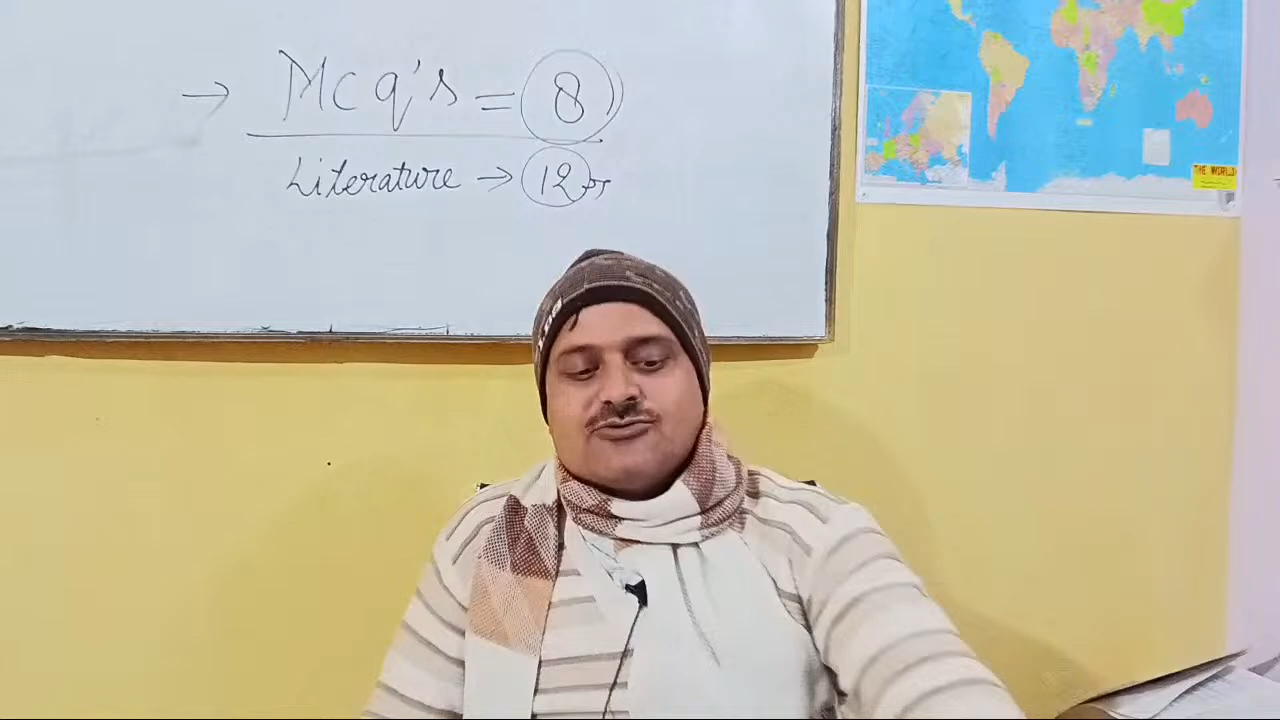 → Mcq's = 8
Literature → 12
THE WORLD